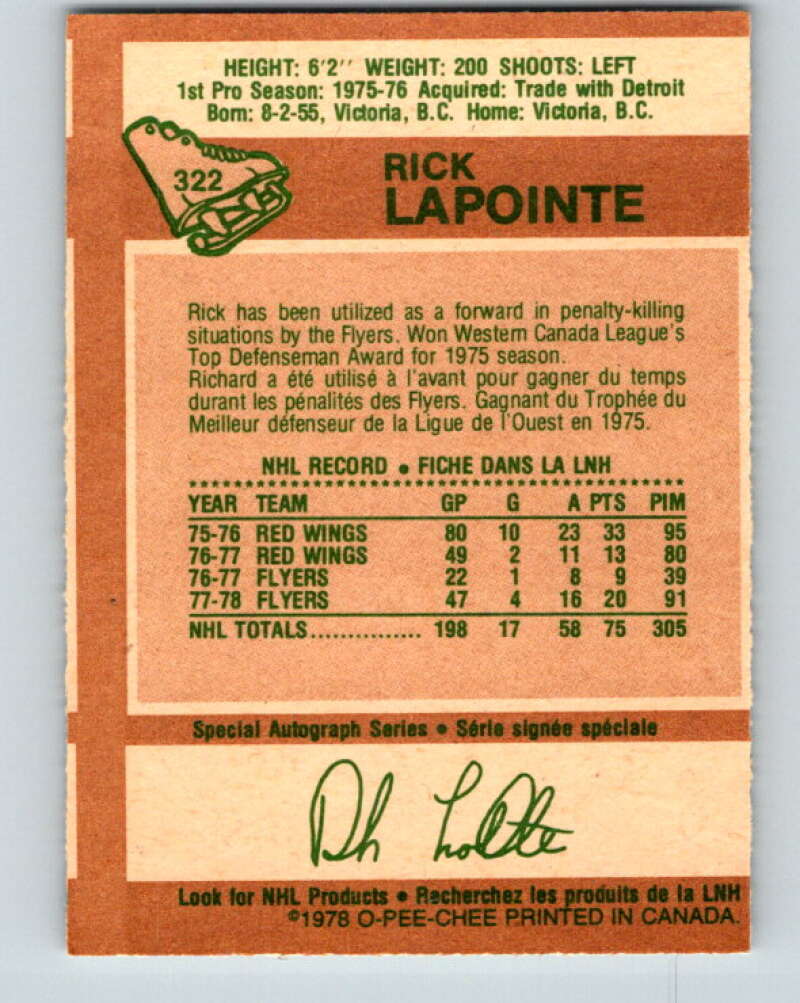 HEIGHT: 6'2'' WEIGHT: 200 SHOOTS: LEFT
1st Pro Season: 1975-76 Acquired: Trade with Detroit
Born: 8-2-55, Victoria, B.C. Home: Victoria, B.C.
322
RICK
LAPOINTE
Rick has been utilized as a forward in penalty-killing
situations by the Flyers. Won Western Canada League's
Top Defenseman Award for 1975 season.
Richard a été utilisé à l'avant pour gagner du temps
durant les pénalités des Flyers. Gagnant du Trophée du
Meilleur défenseur de la Ligue de l'Ouest en 1975.
NHL RECORD • FICHE DANS LA LNH
YEAR TEAM GP G A PTS PIM
75-76 RED WINGS 80 10 23 33 95
76-77 RED WINGS 49 2 11 13 80
76-77 FLYERS 22 1 8 9 39
77-78 FLYERS 47 4 16 20 91
NHL TOTALS............... 198 17 58 75 305
Special Autograph Series • Série signée spéciale
Look for NHL Products • Recherchez les produits de la LNH
©1978 O-PEE-CHEE PRINTED IN CANADA.